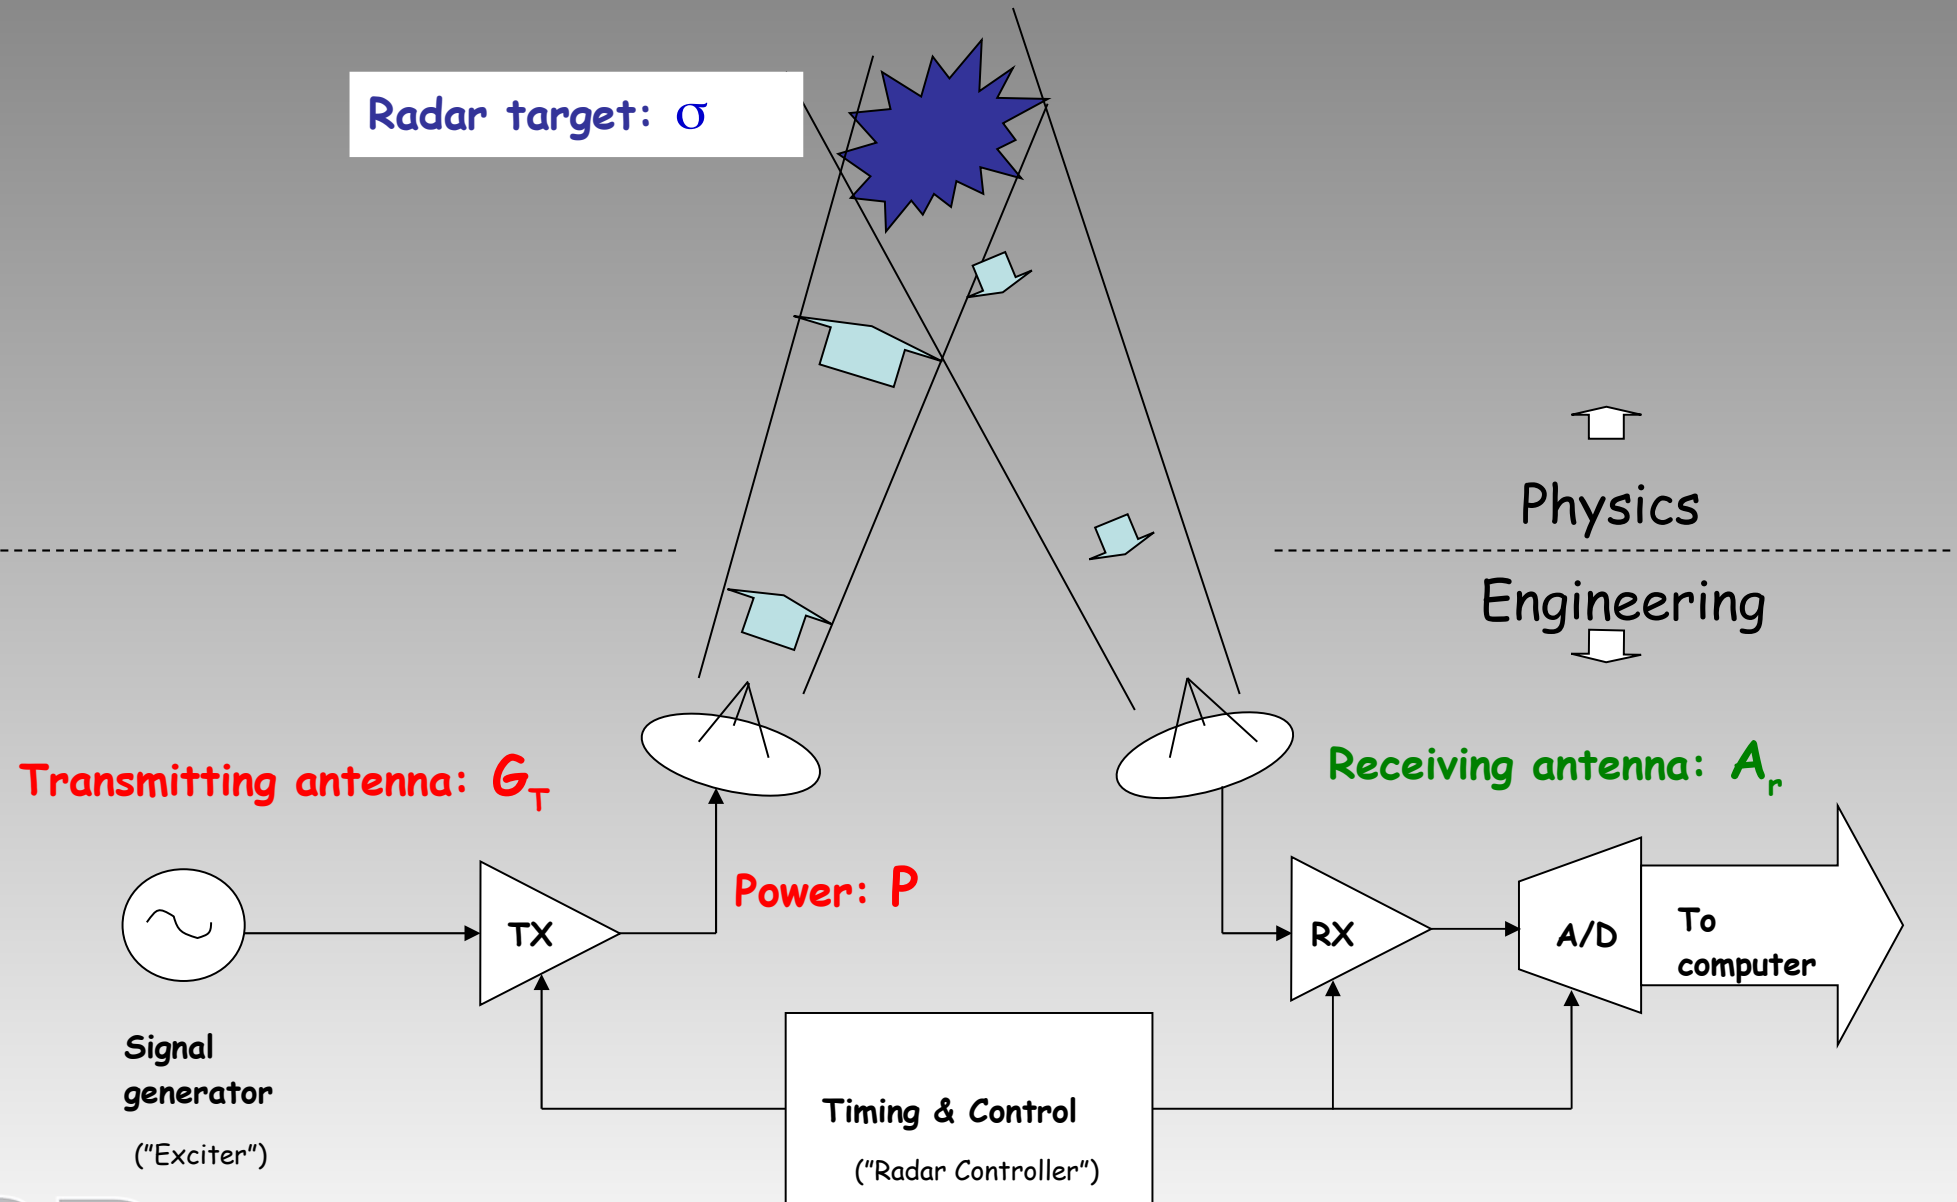 Radar target: σ
Physics
Engineering
Transmitting antenna: G_T
Receiving antenna: A_r
Power: P
TX
RX
A/D
To
computer
Signal
generator
("Exciter")
Timing & Control
("Radar Controller")